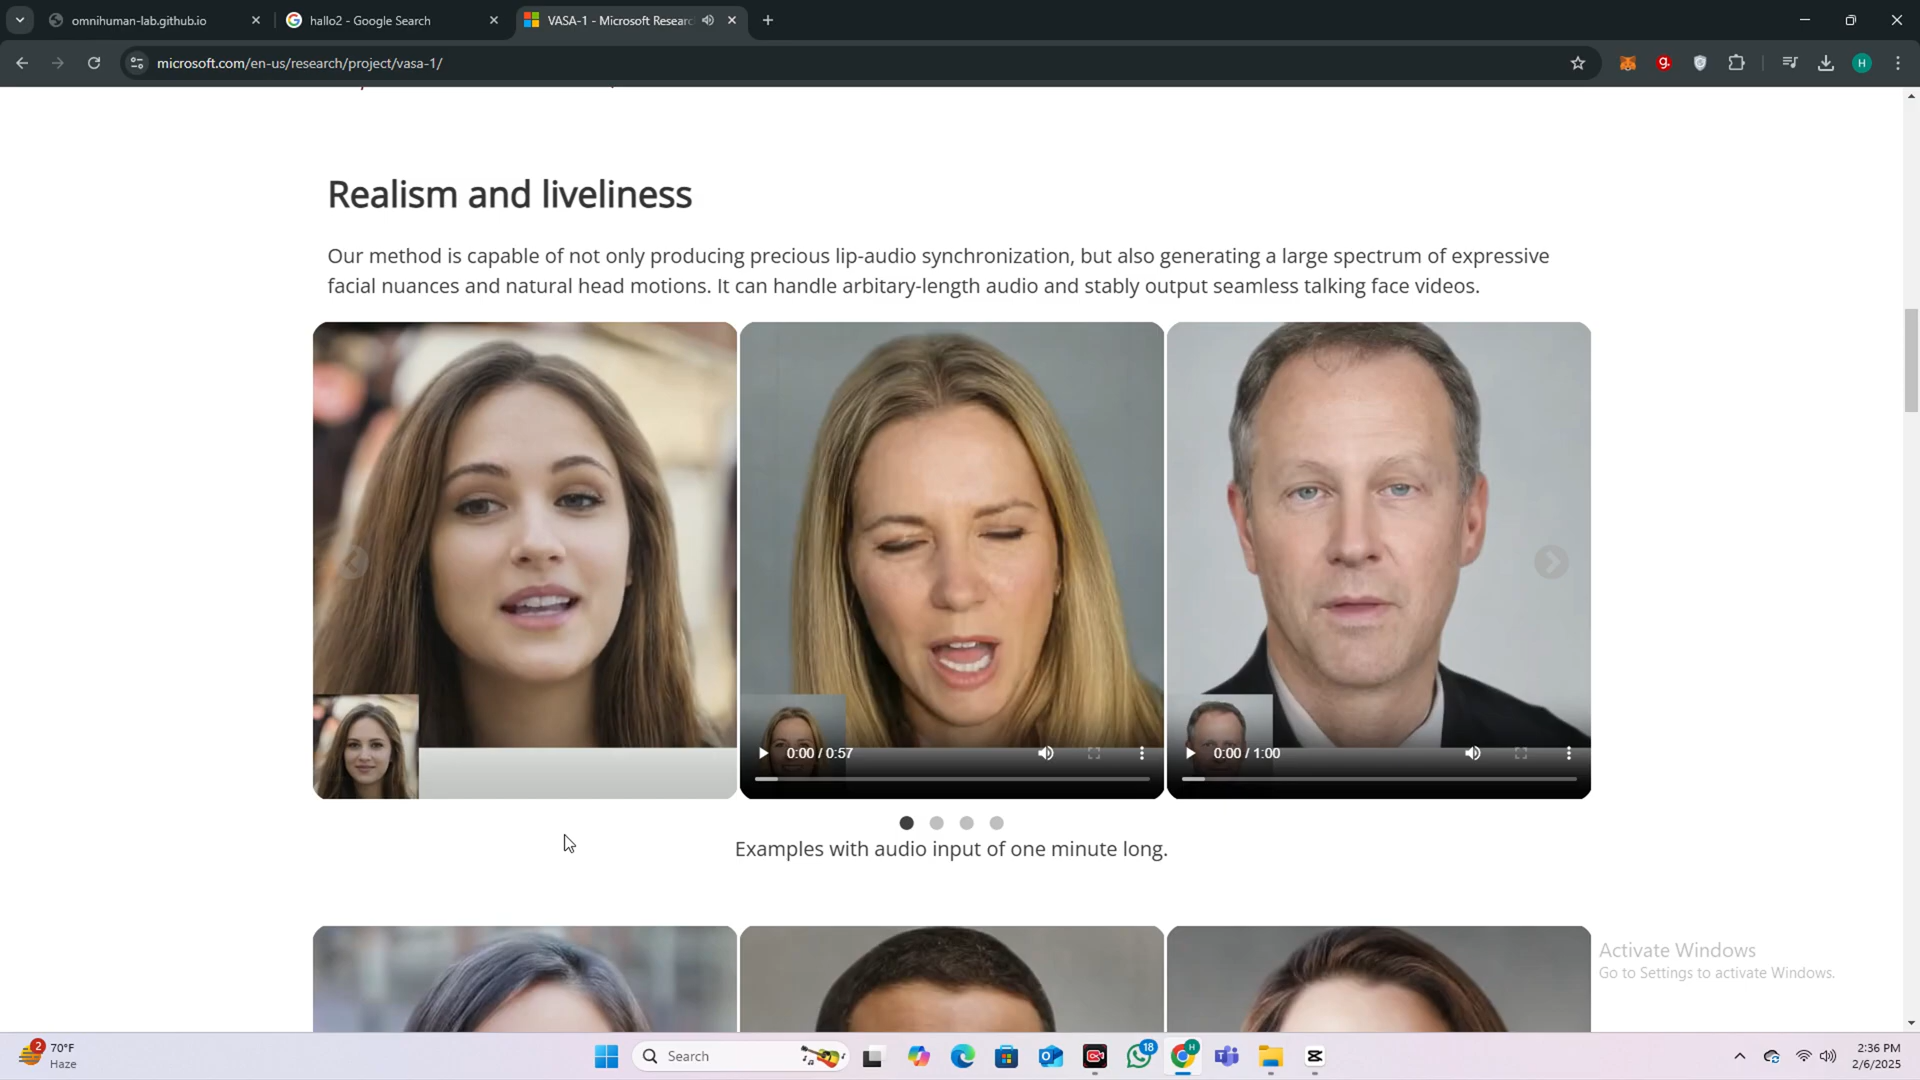 omnihuman-lab.github.io
hallo2 - Google Search
VASA-1 - Microsoft Researc
microsoft.com/en-us/research/project/vasa-1/
g.
H
Realism and liveliness
Our method is capable of not only producing precious lip-audio synchronization, but also generating a large spectrum of expressive
facial nuances and natural head motions. It can handle arbitary-length audio and stably output seamless talking face videos.
0:00 / 0:57
0:00 / 1:00
Examples with audio input of one minute long.
Activate Windows
Go to Settings to activate Windows.
2
70°F
Haze
Search
18
H
2:36 PM
2/6/2025